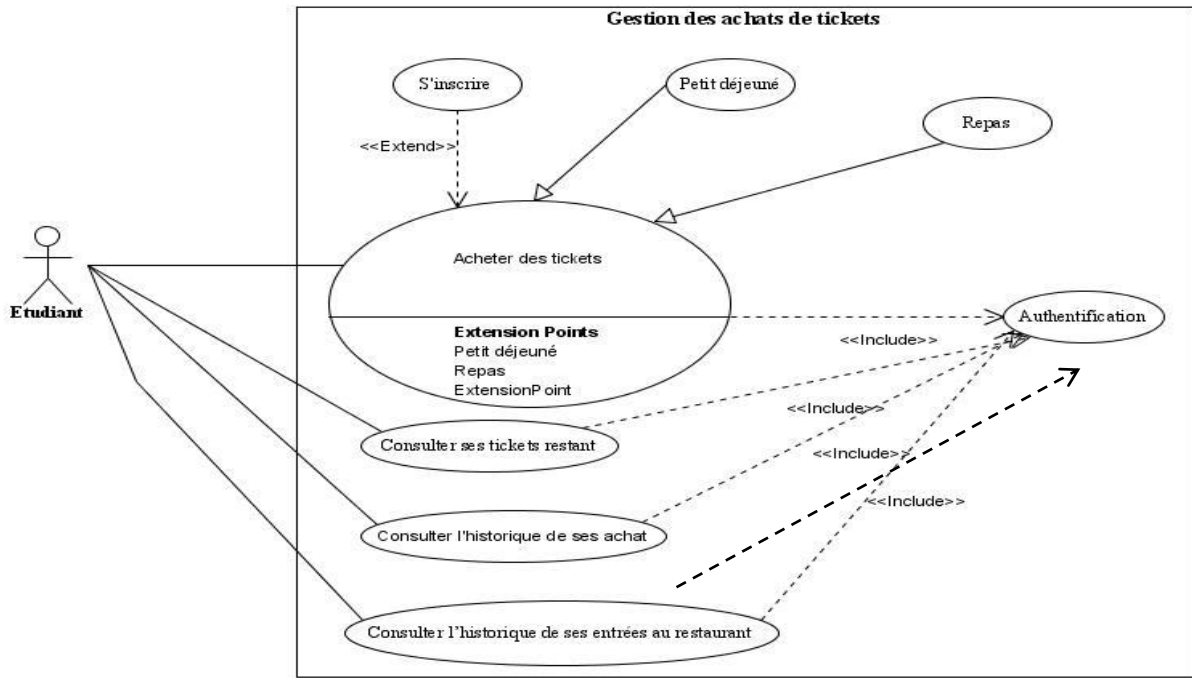 Gestion des achats de tickets
S'inscrire
Petit déjeuné
Repas
<<Extend>>
Acheter des tickets
Etudiant
Extension Points
Petit déjeuné
Repas
ExtensionPoint
Authentification
<<Include>>
<<Include>>
<<Include>>
<<Include>>
Consulter ses tickets restant
Consulter l'historique de ses achat
Consulter l'historique de ses entrées au restaurant